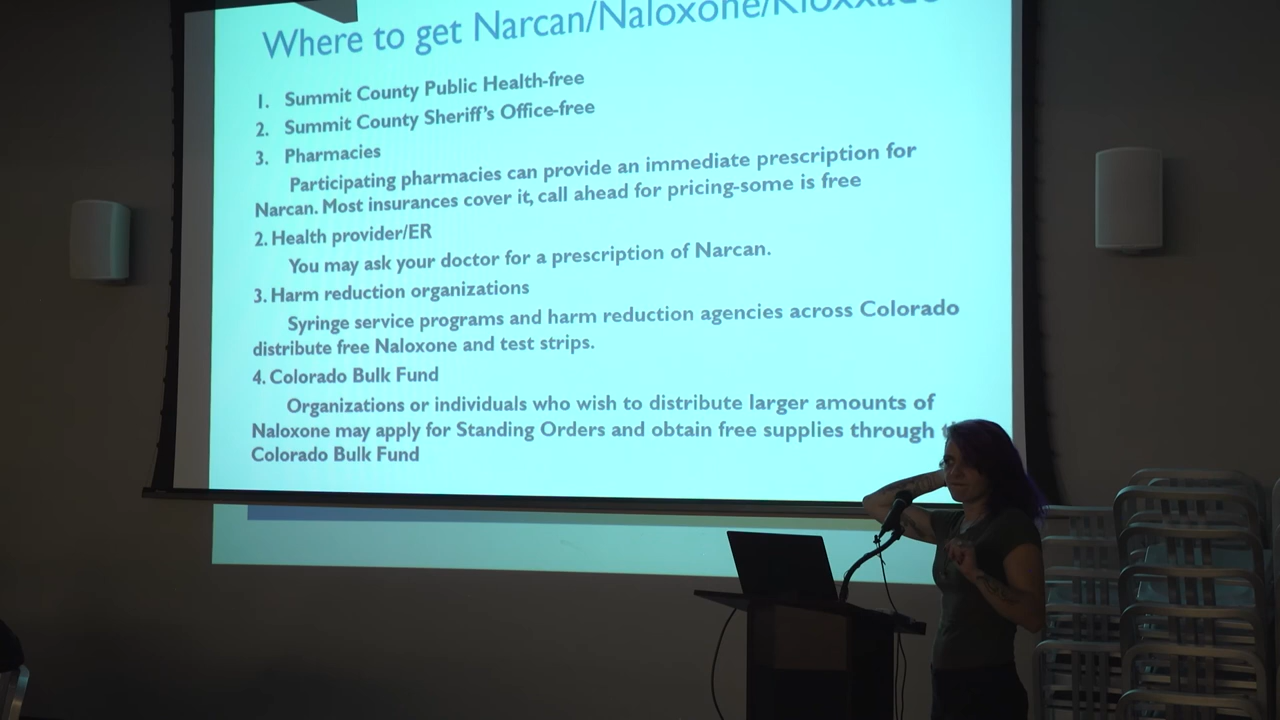 Where to get Narcan/Naloxone/Kloxxado
1. Summit County Public Health-free
2. Summit County Sheriff's Office-free
3. Pharmacies
Participating pharmacies can provide an immediate prescription for
Narcan. Most insurances cover it, call ahead for pricing-some is free
2. Health provider/ER
You may ask your doctor for a prescription of Narcan.
3. Harm reduction organizations
Syringe service programs and harm reduction agencies across Colorado
distribute free Naloxone and test strips.
4. Colorado Bulk Fund
Organizations or individuals who wish to distribute larger amounts of
Naloxone may apply for Standing Orders and obtain free supplies through
Colorado Bulk Fund